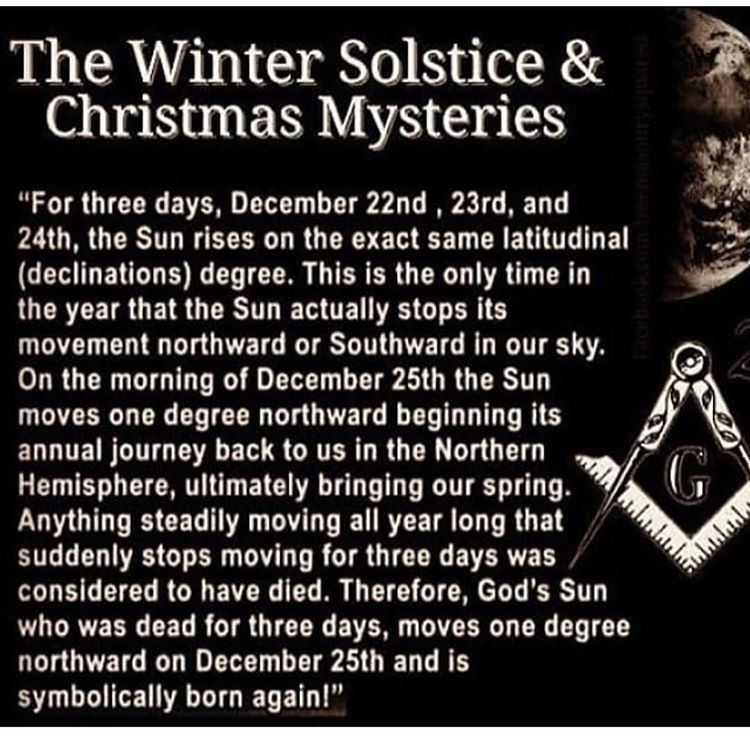 The Winter Solstice &
Christmas Mysteries
“For three days, December 22nd , 23rd, and
24th, the Sun rises on the exact same latitudinal
(declinations) degree. This is the only time in
the year that the Sun actually stops its
movement northward or Southward in our sky.
On the morning of December 25th the Sun
moves one degree northward beginning its
annual journey back to us in the Northern
Hemisphere, ultimately bringing our spring.
Anything steadily moving all year long that
suddenly stops moving for three days was
considered to have died. Therefore, God's Sun
who was dead for three days, moves one degree
northward on December 25th and is
symbolically born again!”
G